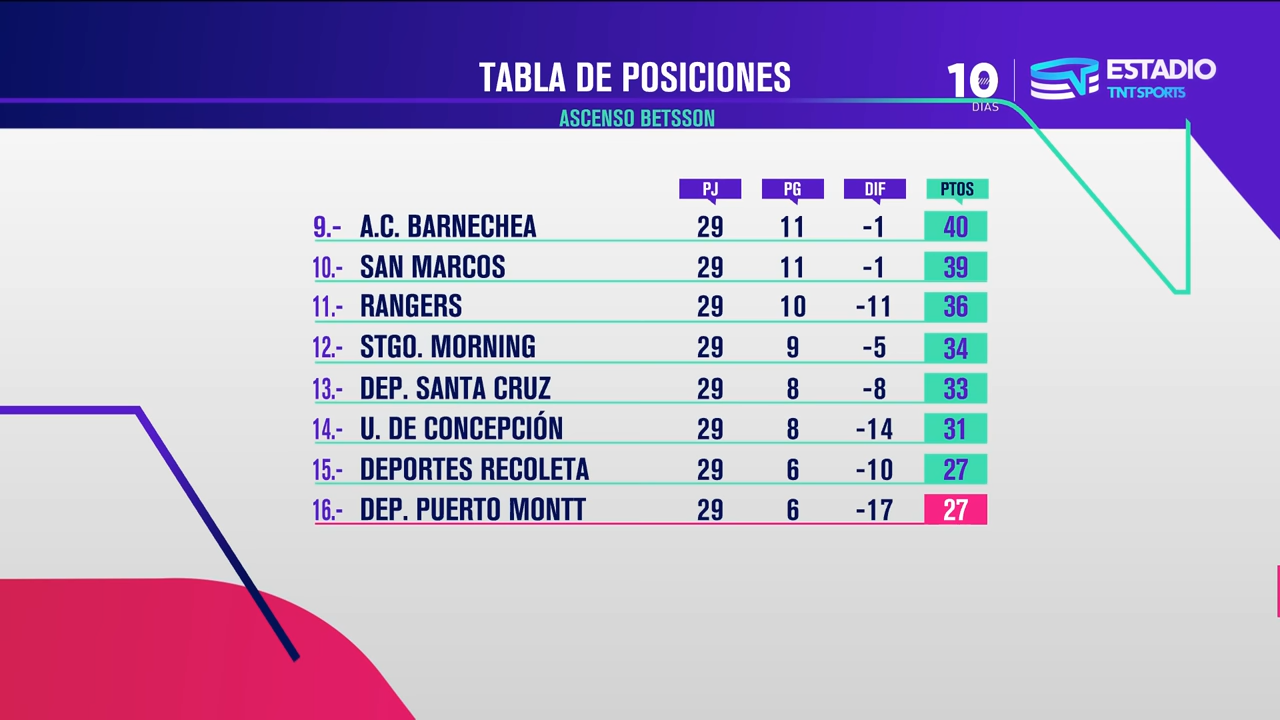 TABLA DE POSICIONES
10 DÍAS
ESTADIO
TNT SPORTS
ASCENSO BETSSON
PJ PG DIF PTOS
9.- A.C. BARNECHEA 29 11 -1 40
10.- SAN MARCOS 29 11 -1 39
11.- RANGERS 29 10 -11 36
12.- STGO. MORNING 29 9 -5 34
13.- DEP. SANTA CRUZ 29 8 -8 33
14.- U. DE CONCEPCIÓN 29 8 -14 31
15.- DEPORTES RECOLETA 29 6 -10 27
16.- DEP. PUERTO MONTT 29 6 -17 27